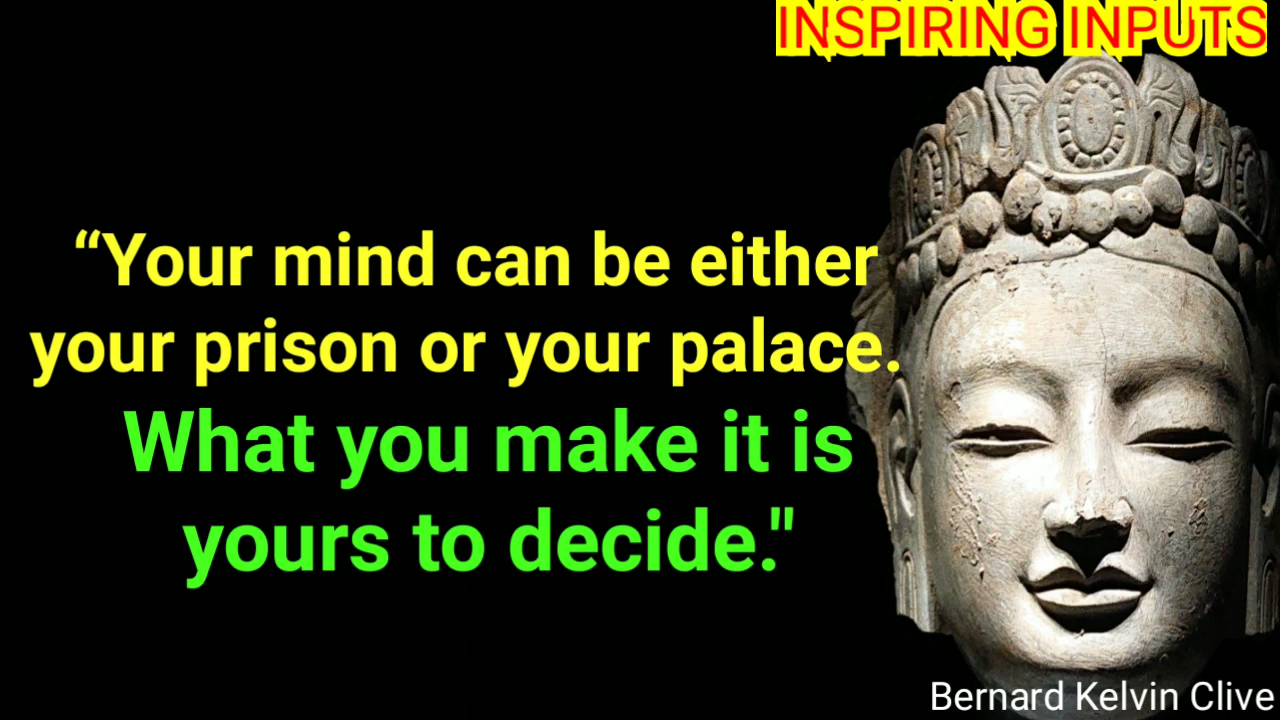 INSPIRING INPUTS
“Your mind can be either
your prison or your palace.
What you make it is
yours to decide."
Bernard Kelvin Clive